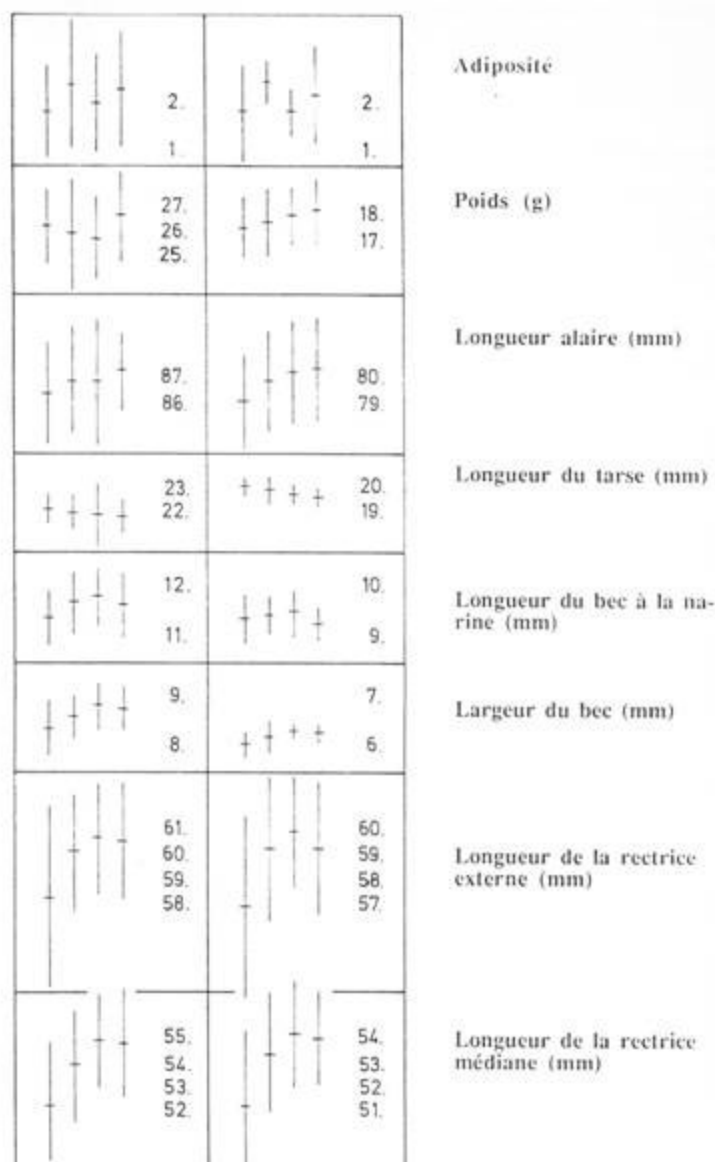 Adiposité
2. 2.
1. 1.
Poids (g)
27. 18.
26. 17.
25.
Longueur alaire (mm)
87. 80.
86. 79.
Longueur du tarse (mm)
23. 20.
22. 19.
12. 10.
Longueur du bec à la na-
rine (mm)
11. 9.
9. 7.
Largeur du bec (mm)
8. 6.
61. 60.
60. 59.
Longueur de la rectrice
externe (mm)
59. 58.
58. 57.
55. 54.
Longueur de la rectrice
médiane (mm)
54. 53.
53. 52.
52. 51.